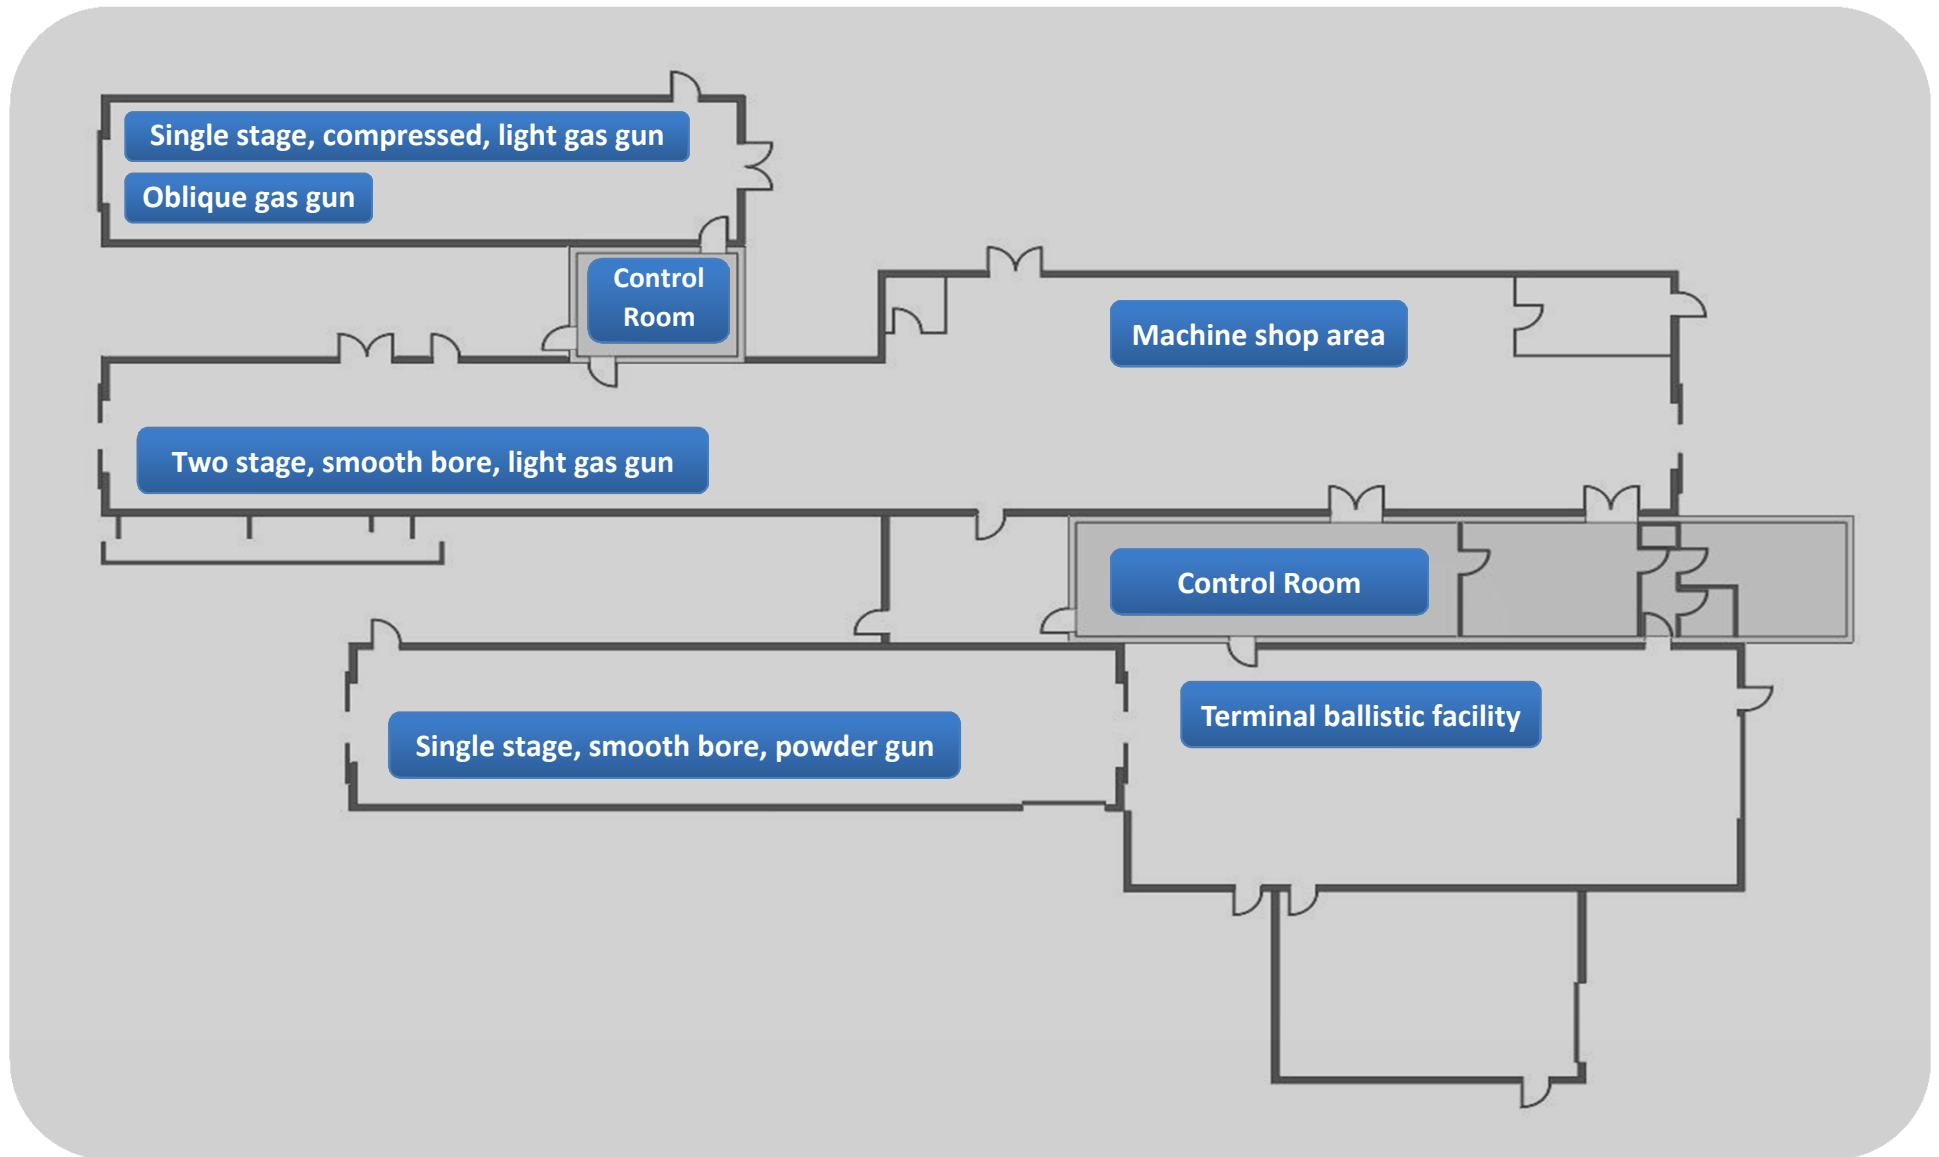 Single stage, compressed, light gas gun
Oblique gas gun
Control
Room
Machine shop area
Two stage, smooth bore, light gas gun
Control Room
Terminal ballistic facility
Single stage, smooth bore, powder gun